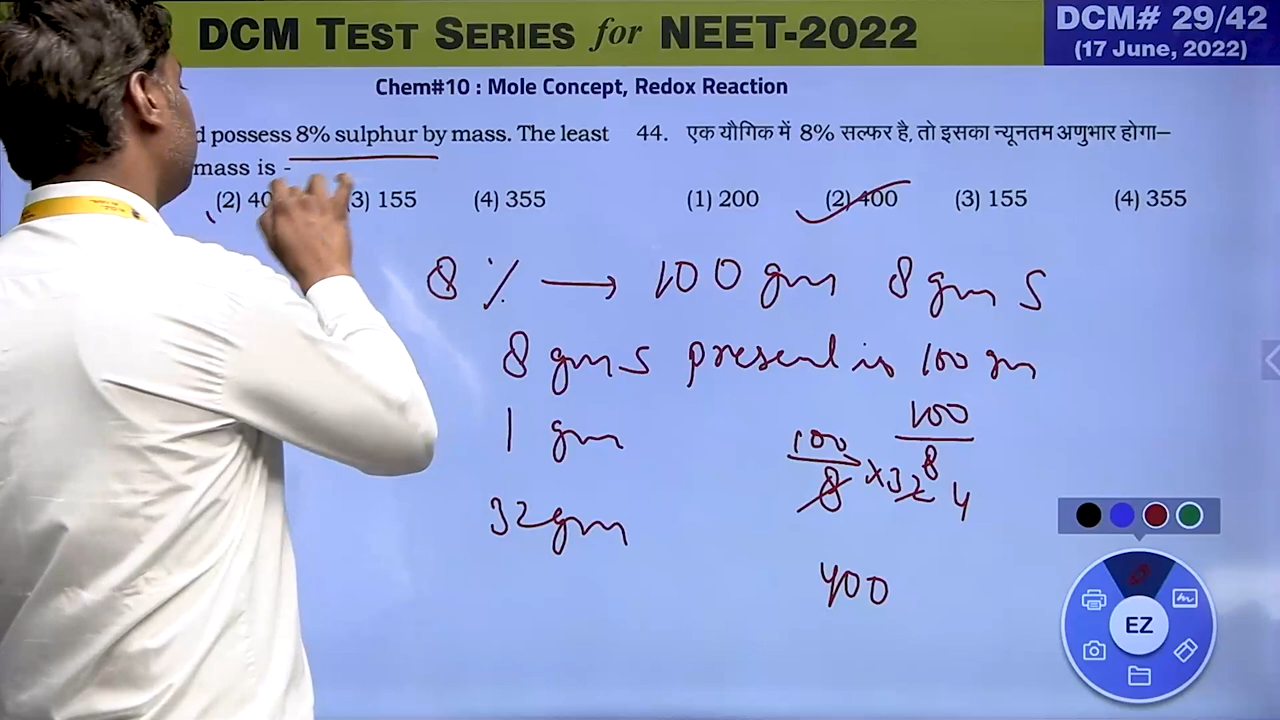 DCM TEST SERIES for NEET-2022
DCM# 29/42
(17 June, 2022)
Chem#10 : Mole Concept, Redox Reaction
possess 8% sulphur by mass. The least
mass is -
(2) 40 (3) 155 (4) 355
44. एक यौगिक में 8% सल्फर है, तो इसका न्यूनतम अणुभार होगा–
(1) 200 (2) 400 (3) 155 (4) 355
8 % → 100 gm 8 gm S
8 gm S present in 100 gm
1 gm 100/8
32 gm 100/8 x 32 4
400
EZ